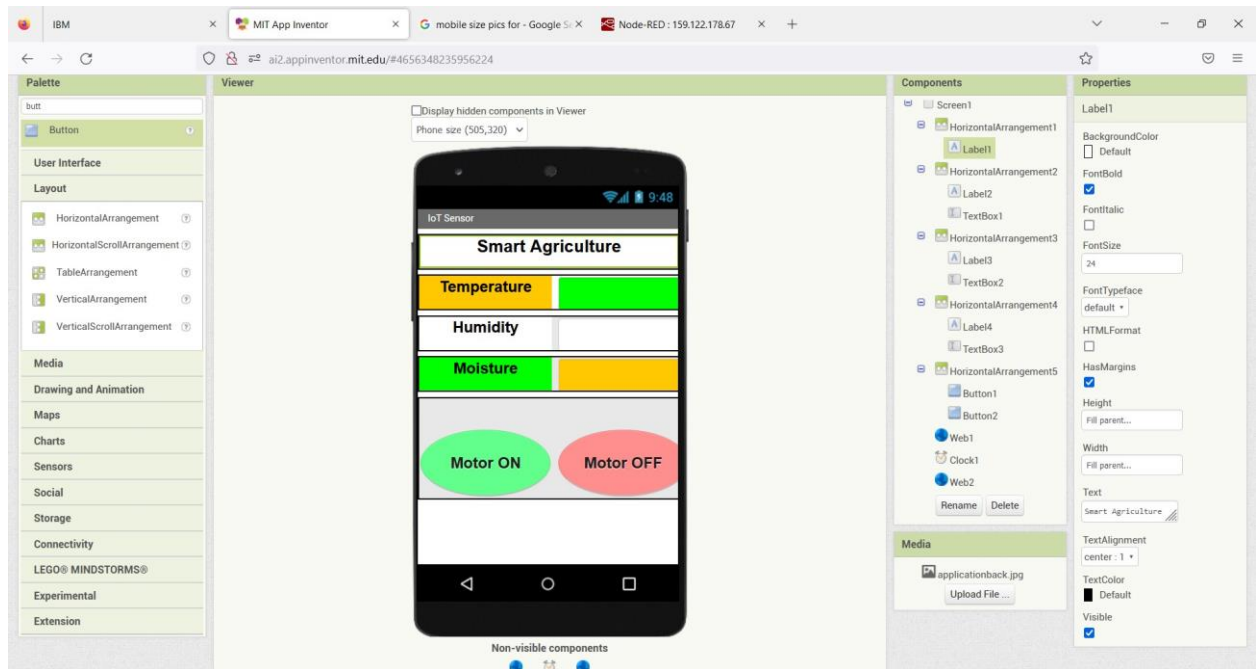 IBM
MIT App Inventor
mobile size pics for - Google Se
Node-RED : 159.122.178.67
ai2.appinventor.mit.edu/#4656348235956224
Palette
butt
Button
User Interface
Layout
HorizontalArrangement
HorizontalScrollArrangement
TableArrangement
VerticalArrangement
VerticalScrollArrangement
Media
Drawing and Animation
Maps
Charts
Sensors
Social
Storage
Connectivity
LEGO® MINDSTORMS®
Experimental
Extension
Viewer
Display hidden components in Viewer
Phone size (505,320)
9:48
IoT Sensor
Smart Agriculture
Temperature
Humidity
Moisture
Motor ON Motor OFF
Non-visible components
Components
Screen1
HorizontalArrangement1
Label1
HorizontalArrangement2
Label2
TextBox1
HorizontalArrangement3
Label3
TextBox2
HorizontalArrangement4
Label4
TextBox3
HorizontalArrangement5
Button1
Button2
Web1
Clock1
Web2
Rename Delete
Media
applicationback.jpg
Upload File ...
Properties
Label1
BackgroundColor
Default
FontBold
FontItalic
FontSize
24
FontTypeface
default
HTMLFormat
HasMargins
Height
Fill parent...
Width
Fill parent...
Text
Smart Agriculture
TextAlignment
center : 1
TextColor
Default
Visible